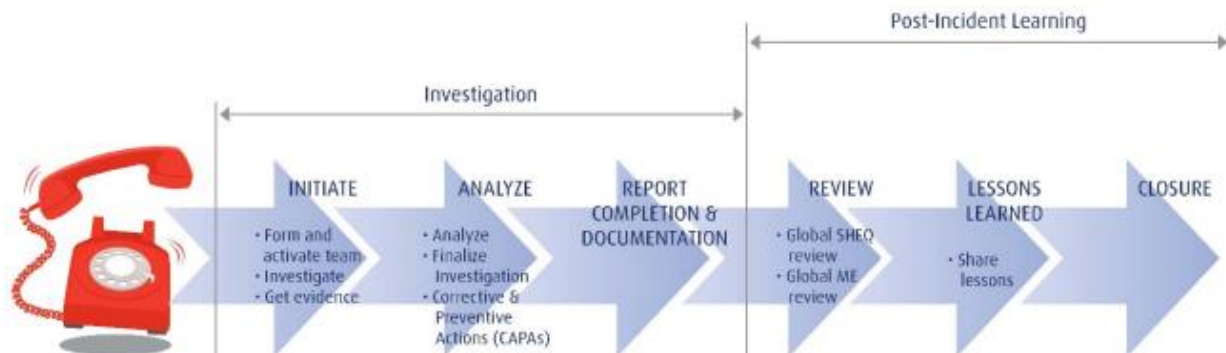 Post-Incident Learning
Investigation
INITIATE
• Form and
activate team
• Investigate
• Get evidence
ANALYZE
• Analyze
• Finalize
Investigation
• Corrective &
Preventive
Actions (CAPAs)
REPORT
COMPLETION &
DOCUMENTATION
REVIEW
• Global SHEQ
review
• Global ME
review
LESSONS
LEARNED
• Share
lessons
CLOSURE